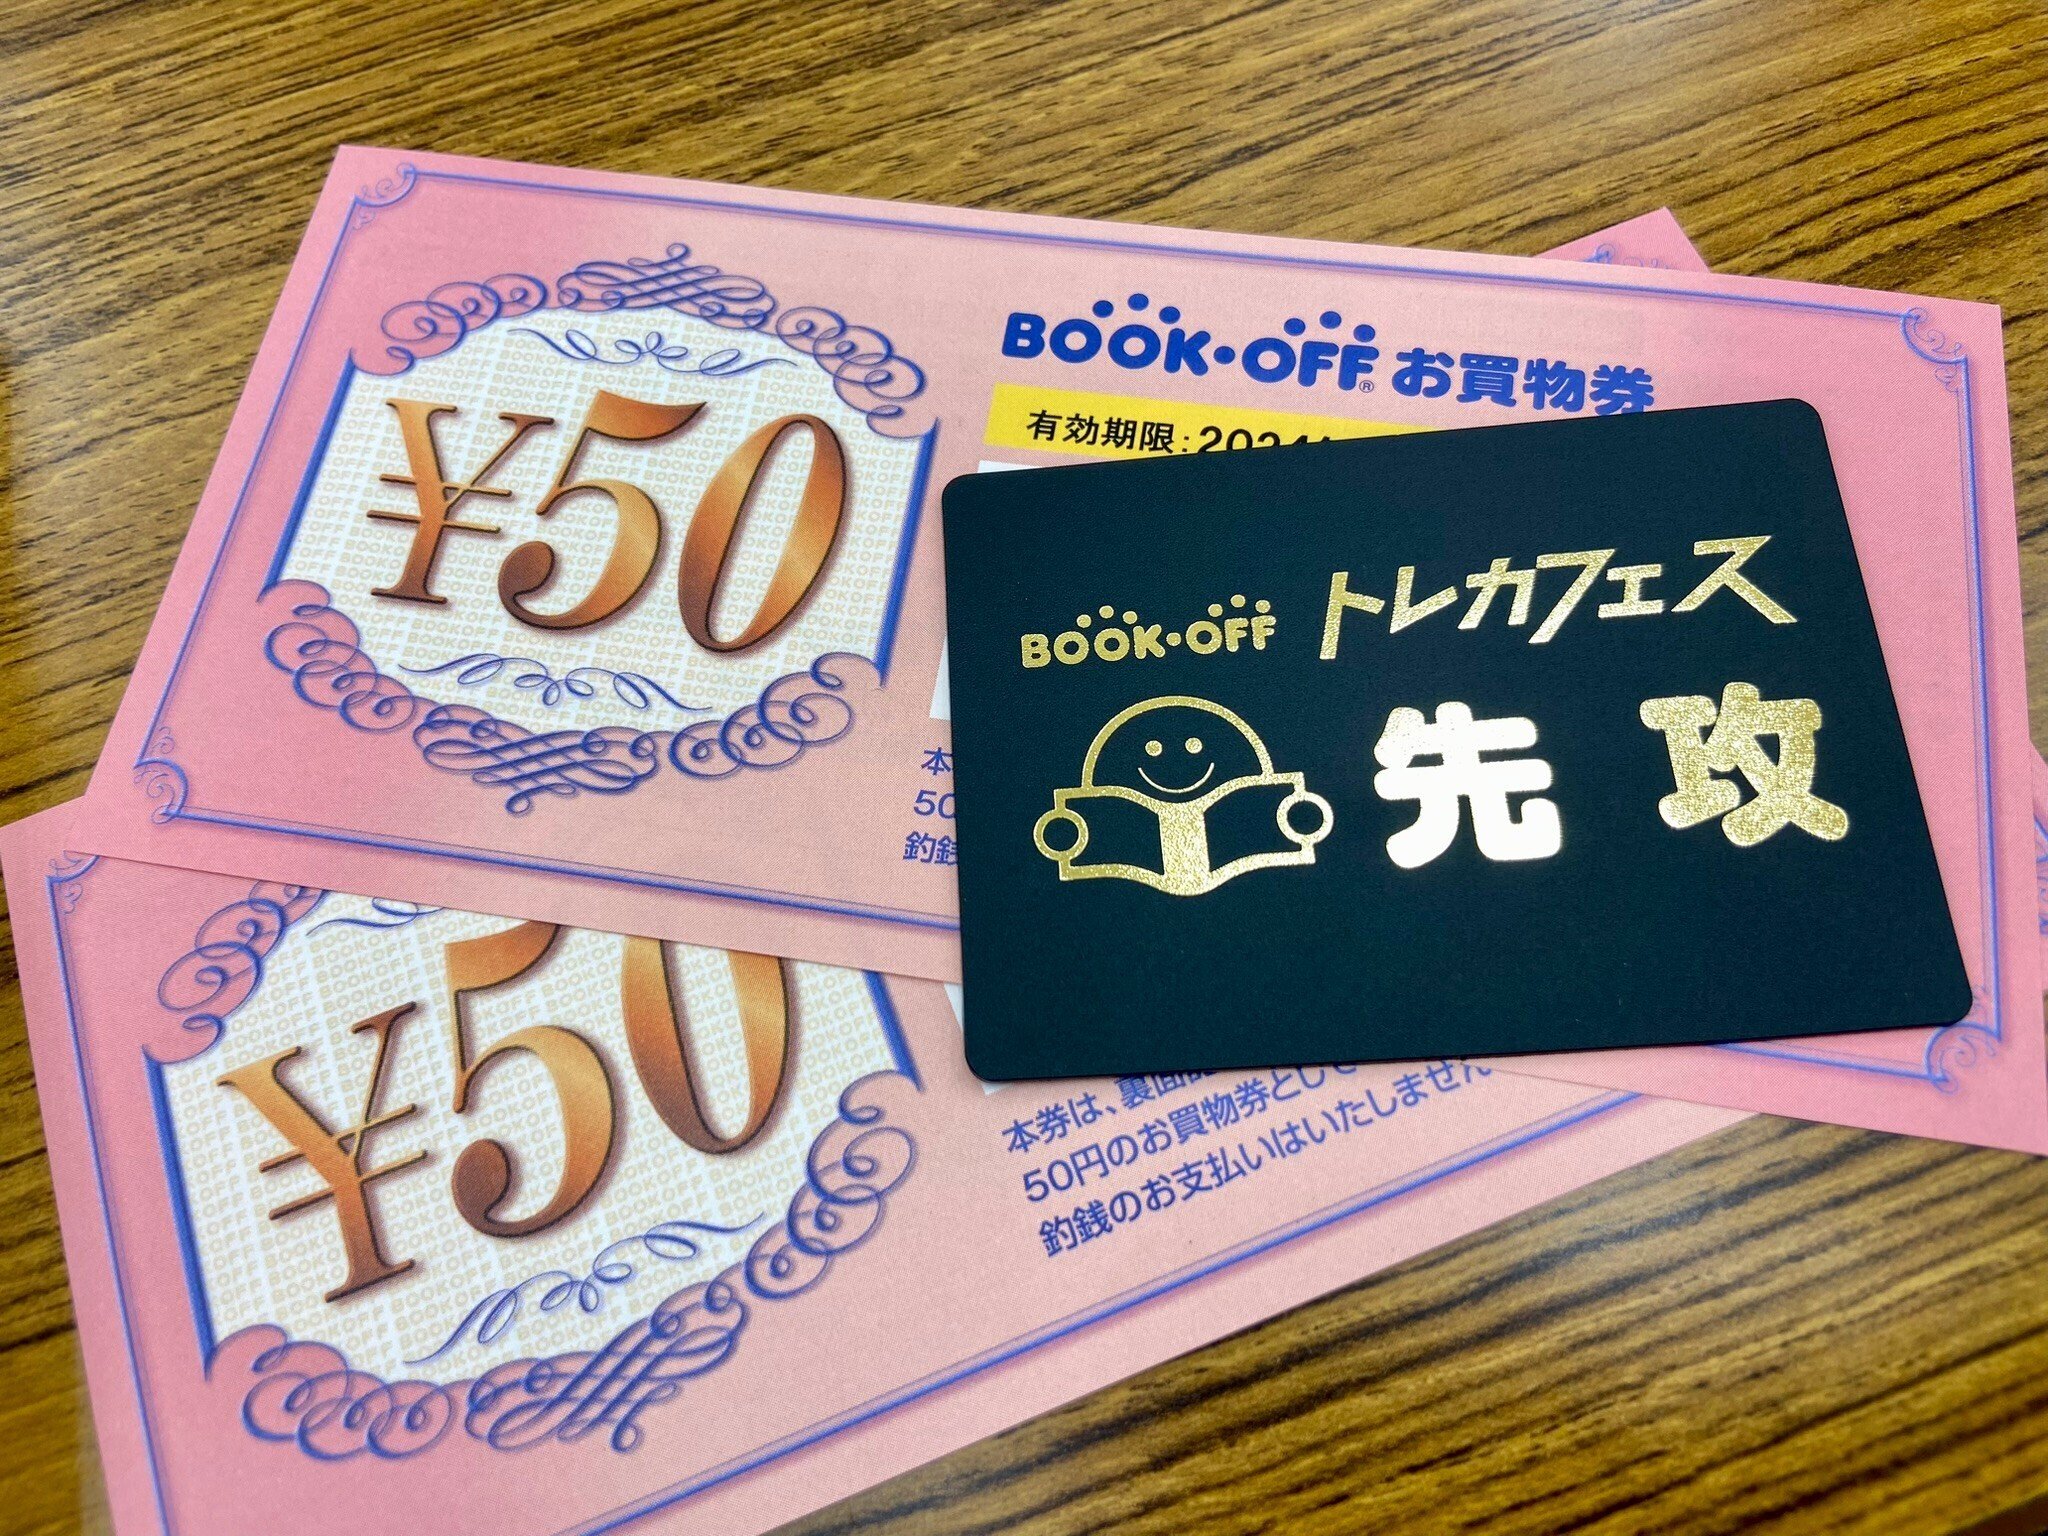 ¥50
BOOK・OFF® お買物券
有効期限：2024
本
50
釣銭
BOOK・OFF トレカフェス
先攻
¥50
本券は、裏面
50円のお買物券として
釣銭のお支払いはいたしません